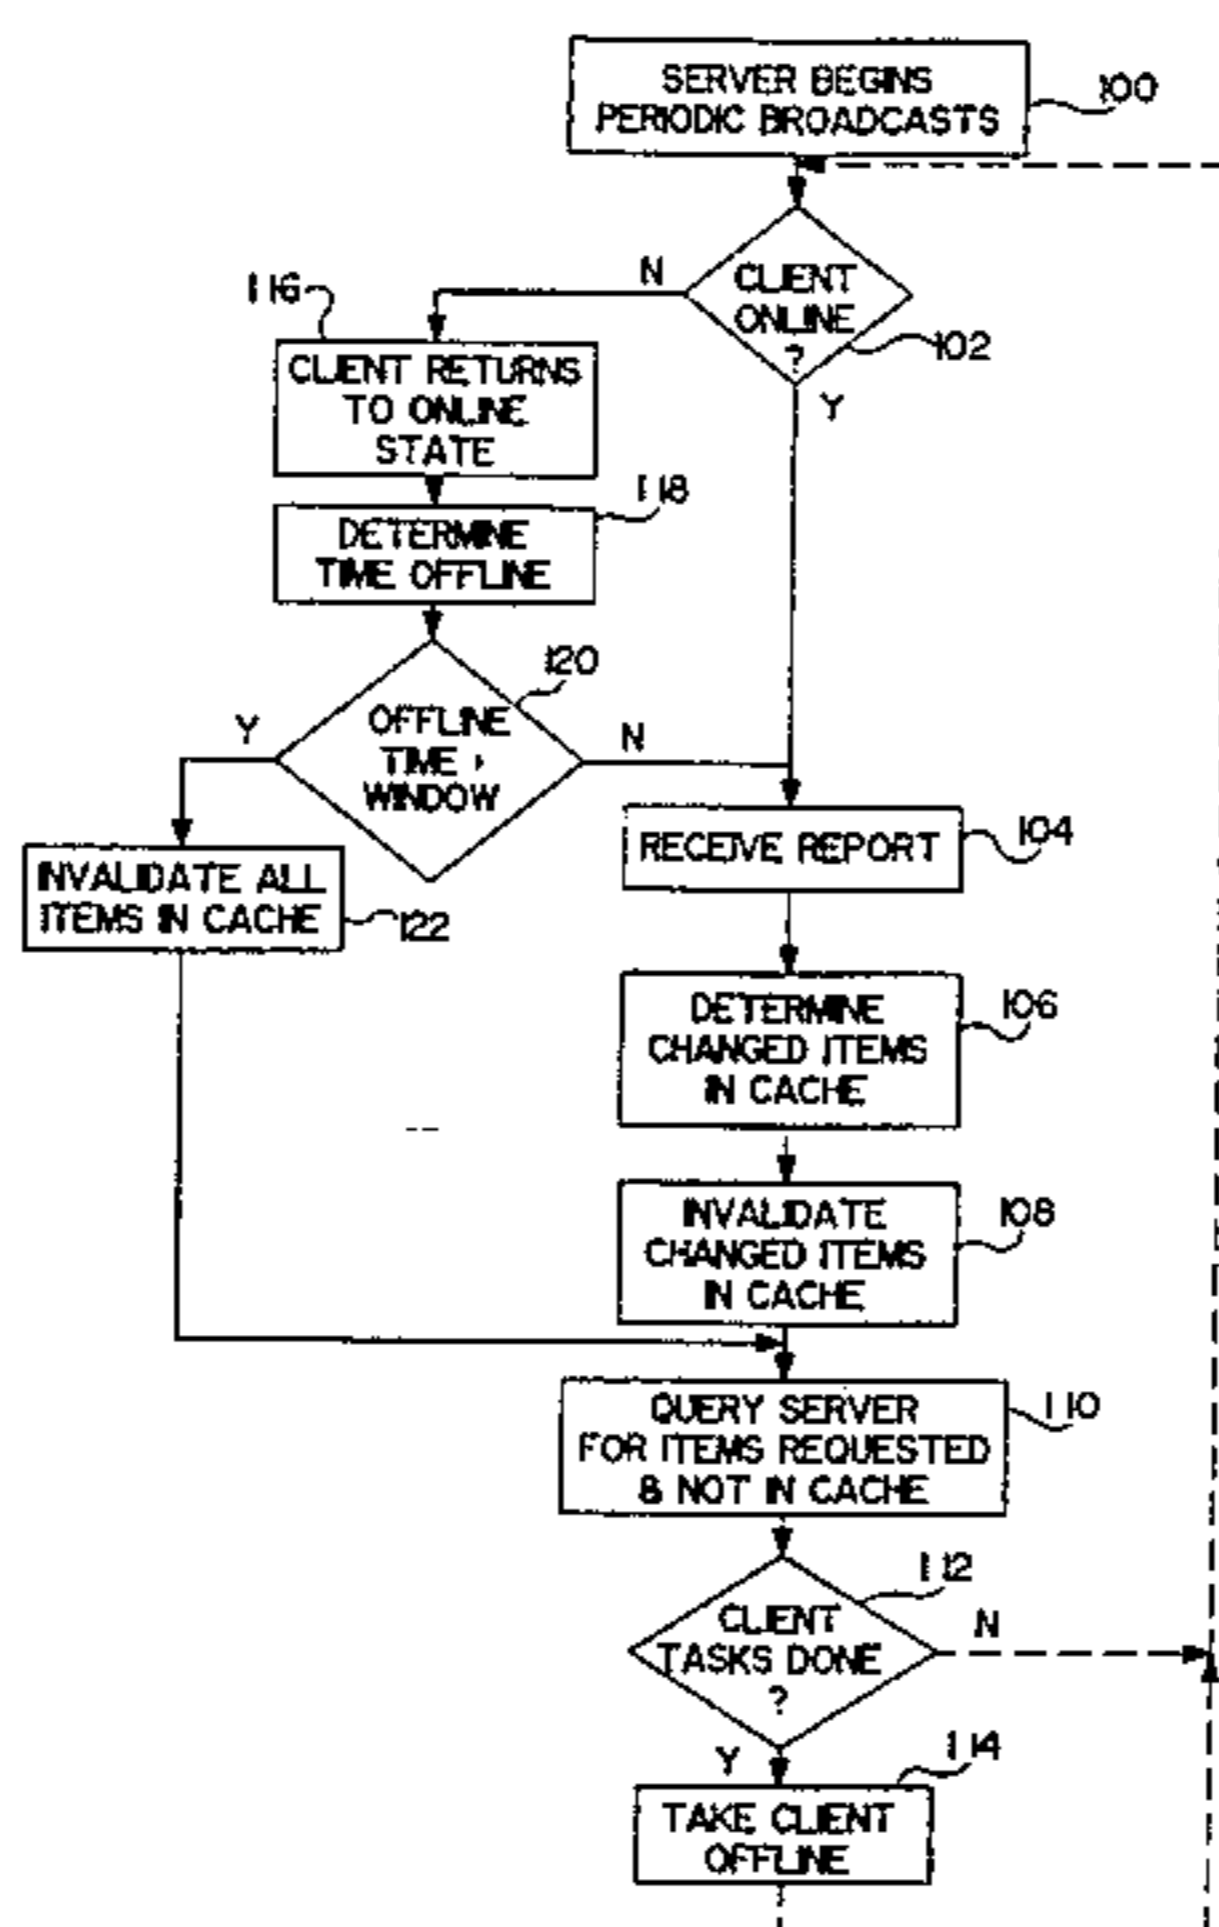 SERVER BEGINS
PERIODIC BROADCASTS
100
N
CLIENT
ONLINE
?
102
Y
116
CLIENT RETURNS
TO ONLINE
STATE
118
DETERMINE
TIME OFFLINE
120
Y
OFFLINE
TIME >
WINDOW
N
RECEIVE REPORT
104
INVALIDATE ALL
ITEMS IN CACHE
122
DETERMINE
CHANGED ITEMS
IN CACHE
106
INVALIDATE
CHANGED ITEMS
IN CACHE
108
QUERY SERVER
FOR ITEMS REQUESTED
& NOT IN CACHE
110
CLIENT
TASKS DONE
?
112
N
Y
114
TAKE CLIENT
OFFLINE